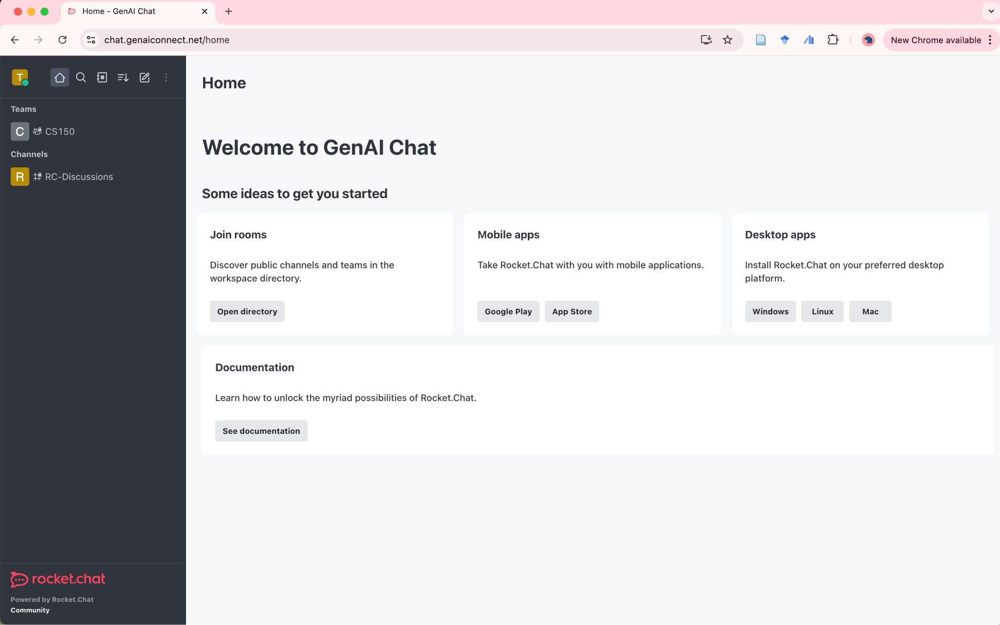 Home - GenAI Chat
chat.genaiconnect.net/home
New Chrome available
T
Teams
C CS150
Channels
R RC-Discussions
rocket.chat
Powered by Rocket.Chat
Community
Home
Welcome to GenAI Chat
Some ideas to get you started
Join rooms
Discover public channels and teams in the
workspace directory.
Open directory
Mobile apps
Take Rocket.Chat with you with mobile applications.
Google Play App Store
Desktop apps
Install Rocket.Chat on your preferred desktop
platform.
Windows Linux Mac
Documentation
Learn how to unlock the myriad possibilities of Rocket.Chat.
See documentation